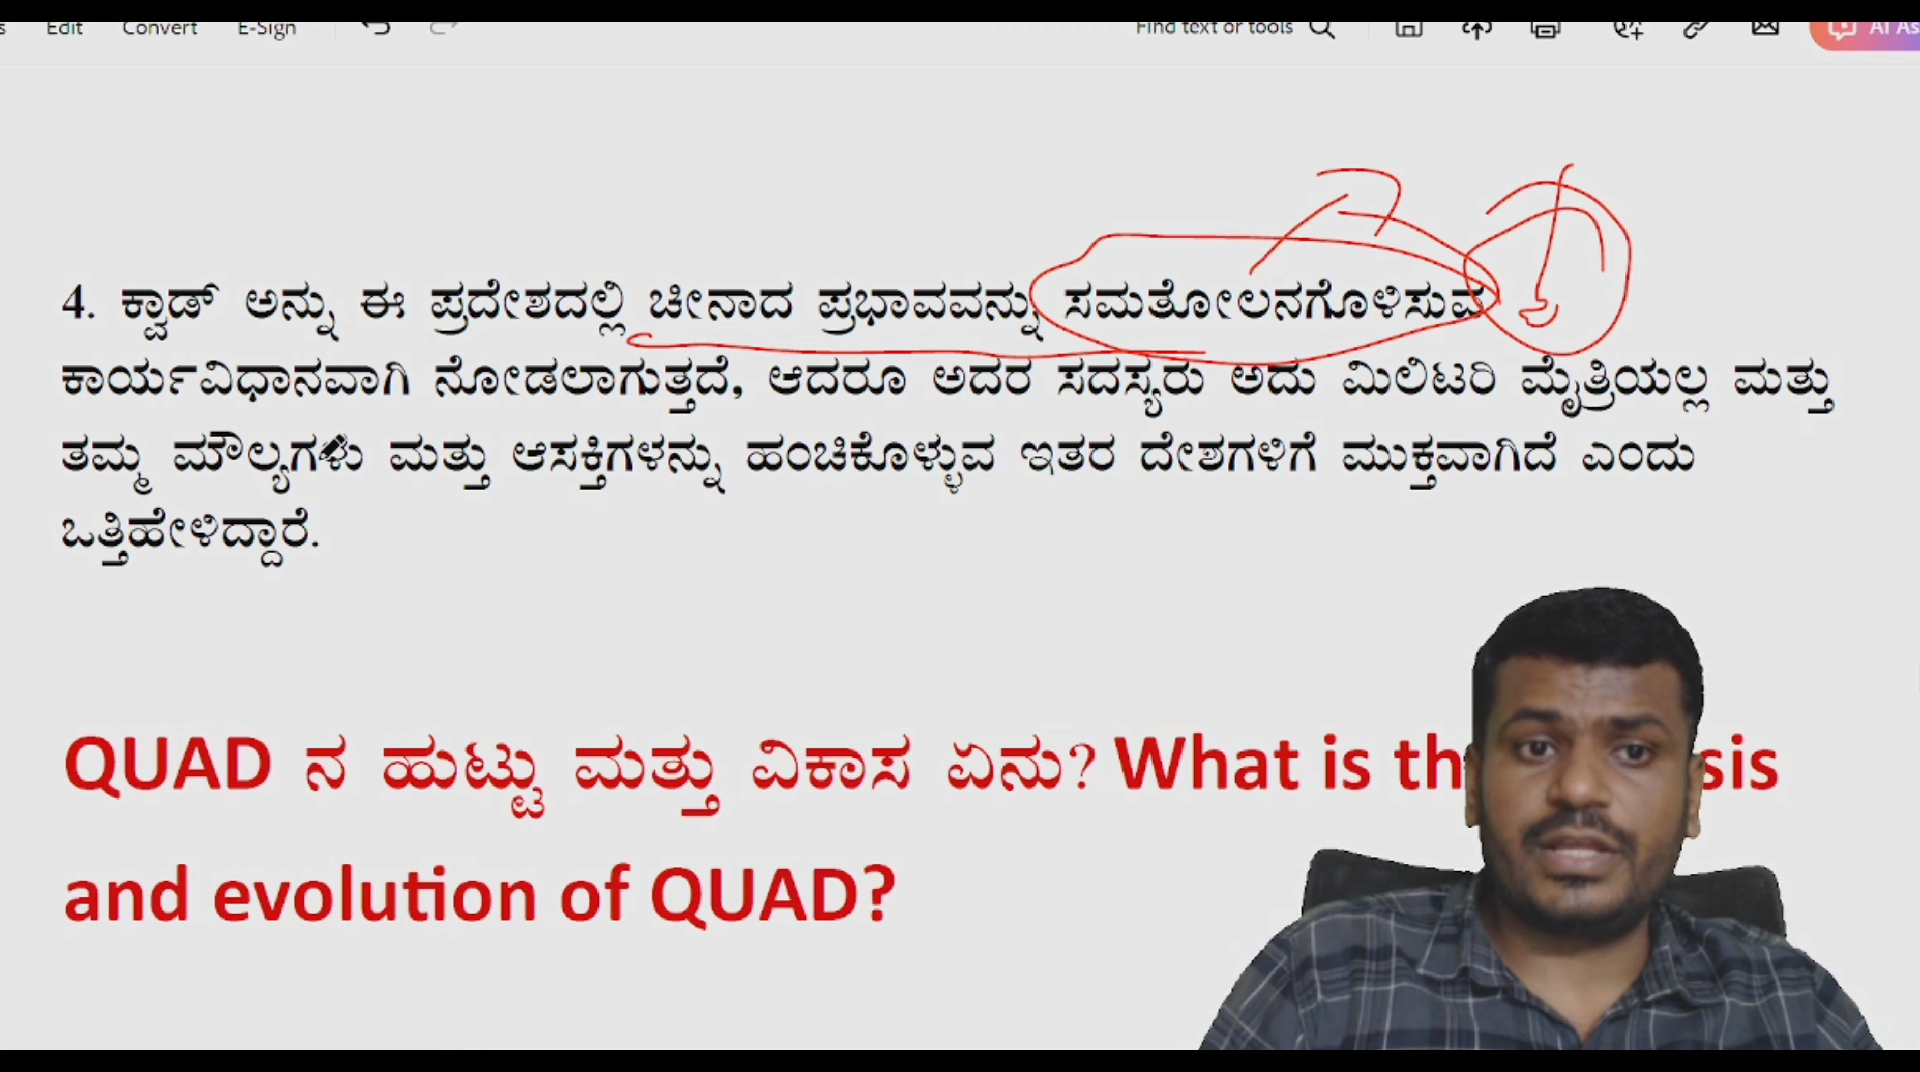 Edit Convert E-Sign Find text or tools
4. ಕ್ವಾಡ್ ಅನ್ನು ಈ ಪ್ರದೇಶದಲ್ಲಿ ಚೀನಾದ ಪ್ರಭಾವವನ್ನು ಸಮತೋಲನಗೊಳಿಸುವ
ಕಾರ್ಯವಿಧಾನವಾಗಿ ನೋಡಲಾಗುತ್ತದೆ, ಆದರೂ ಅದರ ಸದಸ್ಯರು ಅದು ಮಿಲಿಟರಿ ಮೈತ್ರಿಯಲ್ಲ ಮತ್ತು
ತಮ್ಮ ಮೌಲ್ಯಗಳು ಮತ್ತು ಆಸಕ್ತಿಗಳನ್ನು ಹಂಚಿಕೊಳ್ಳುವ ಇತರ ದೇಶಗಳಿಗೆ ಮುಕ್ತವಾಗಿದೆ ಎಂದು
ಒತ್ತಿಹೇಳಿದ್ದಾರೆ.
QUAD ನ ಹುಟ್ಟು ಮತ್ತು ವಿಕಾಸ ಏನು? What is
and evolution of QUAD?